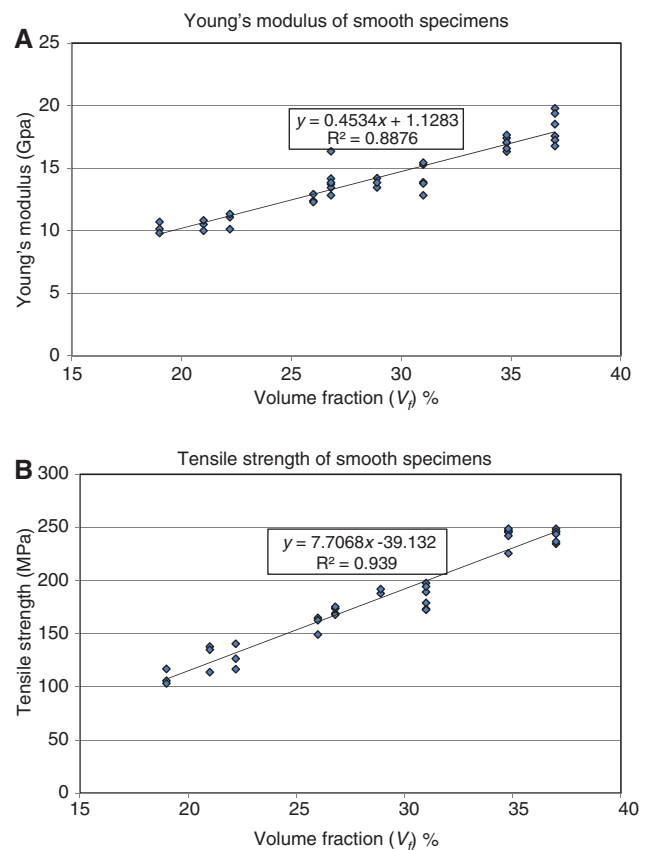 Young's modulus of smooth specimens
A
25
20
15
10
5
0
Young's modulus (Gpa)
y = 0.4534x + 1.1283
R² = 0.8876
15 20 25 30 35 40
Volume fraction (Vf) %
Tensile strength of smooth specimens
B
300
250
200
150
100
50
0
Tensile strength (MPa)
y = 7.7068x -39.132
R² = 0.939
15 20 25 30 35 40
Volume fraction (Vf) %